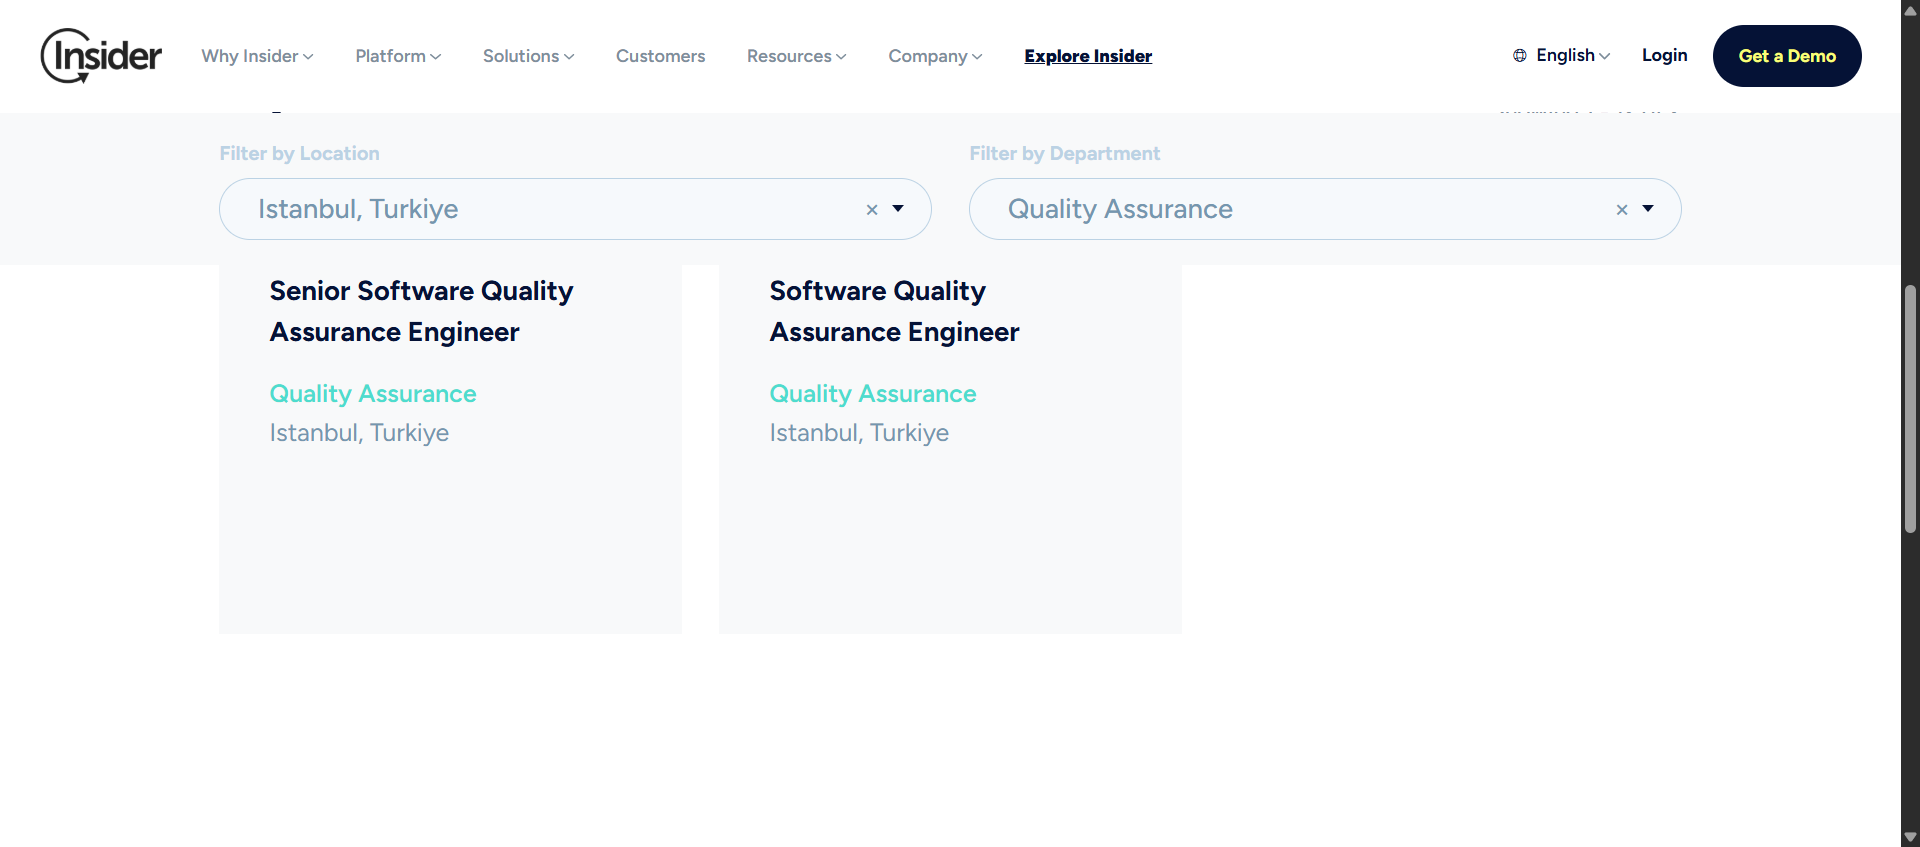 Insider
Why Insider
Platform
Solutions
Customers
Resources
Company
Explore Insider
English
Login
Get a Demo
Filter by Location
Filter by Department
Istanbul, Turkiye
Quality Assurance
Senior Software Quality
Assurance Engineer
Quality Assurance
Istanbul, Turkiye
Software Quality
Assurance Engineer
Quality Assurance
Istanbul, Turkiye